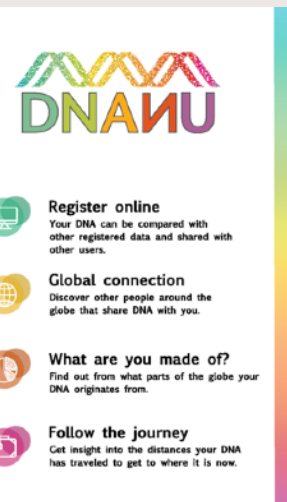 DNAИU
Register online
Your DNA can be compared with
other registered data and shared with
other users.
Global connection
Discover other people around the
globe that share DNA with you.
What are you made of?
Find out from what parts of the globe your
DNA originates from.
Follow the journey
Get insight into the distances your DNA
has traveled to get to where it is now.